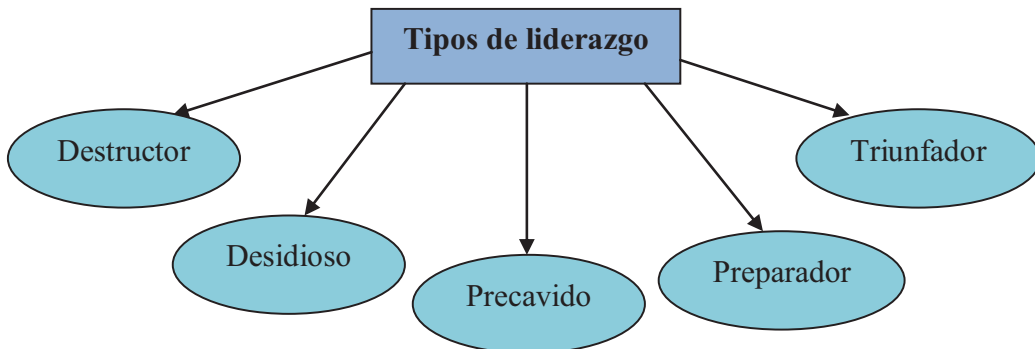 Tipos de liderazgo
Destructor
Desidioso
Precavido
Preparador
Triunfador